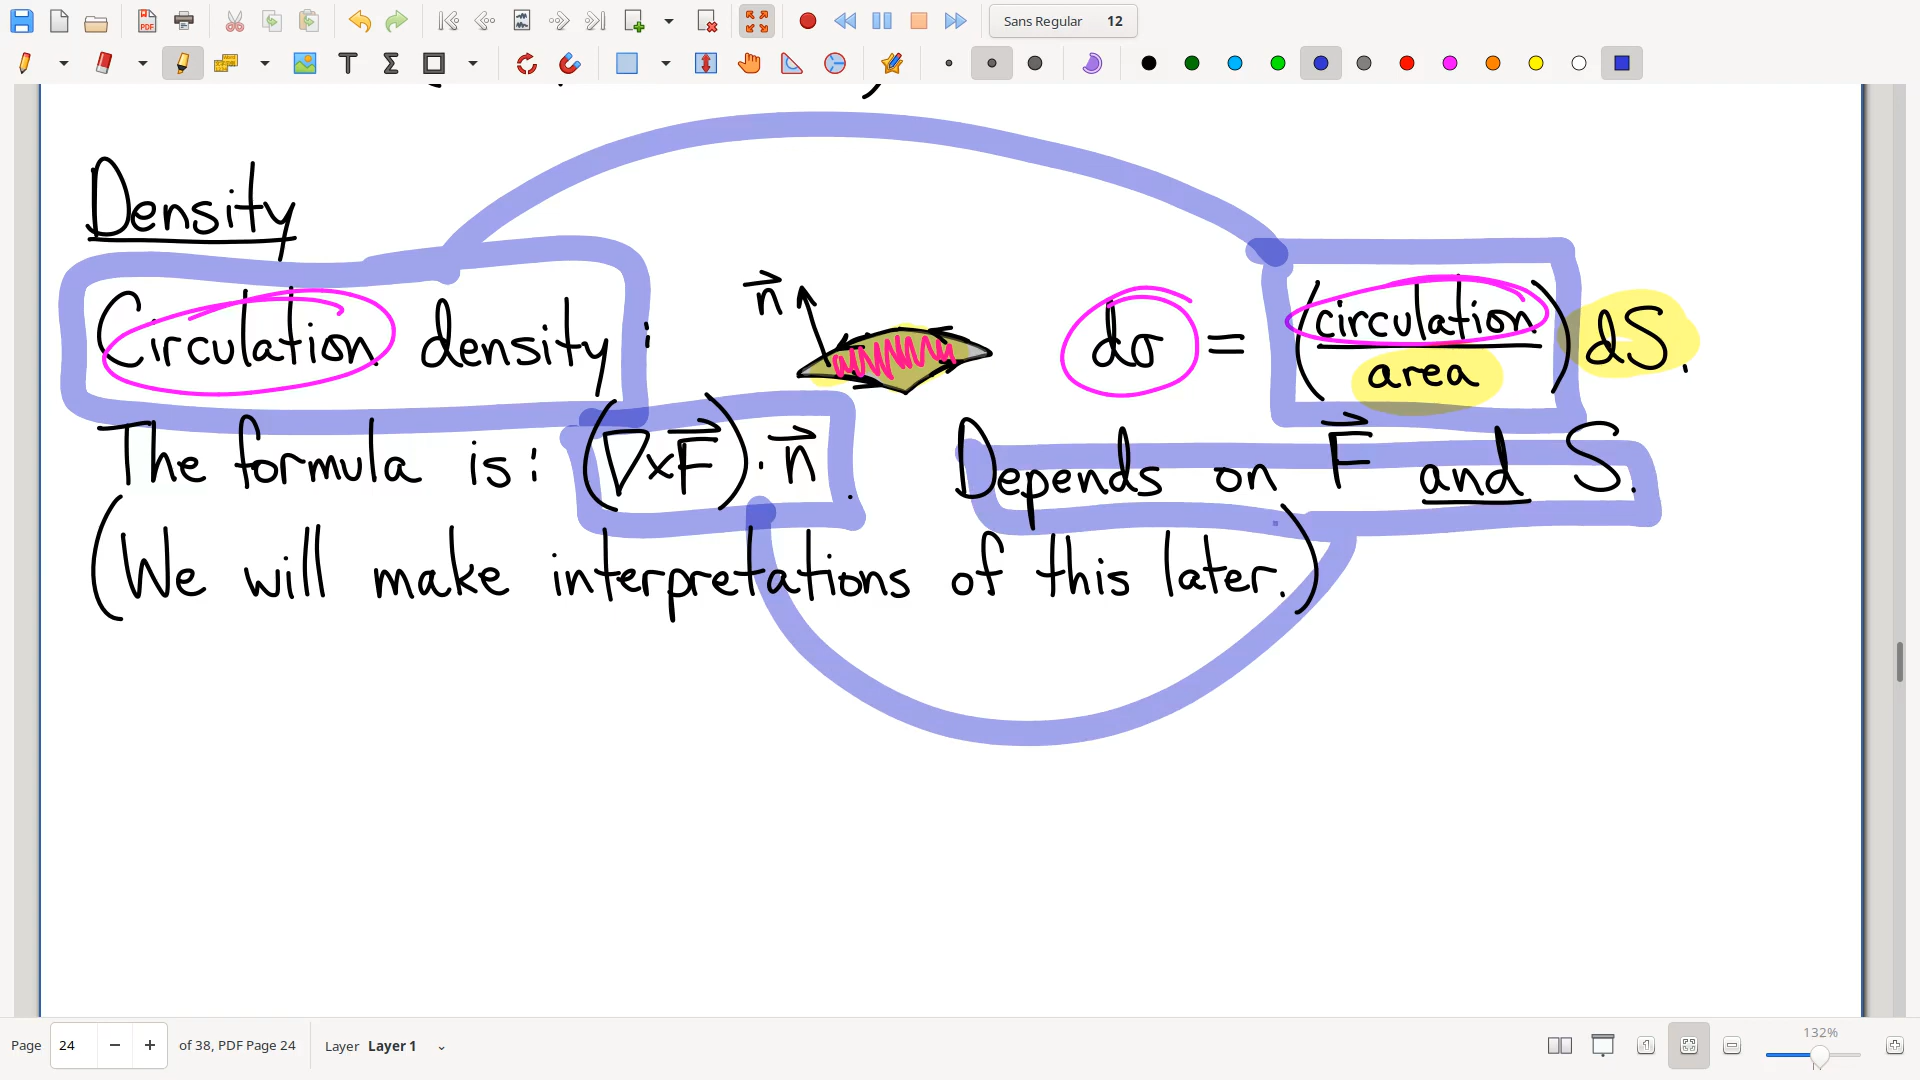 Sans Regular 12
Density
Circulation density : n⃗ dσ = (circulation/area) dS.
The formula is: (∇×F⃗)·n⃗. Depends on F⃗ and S.
(We will make interpretations of this later.)
132%
Page 24 of 38, PDF Page 24 Layer Layer 1